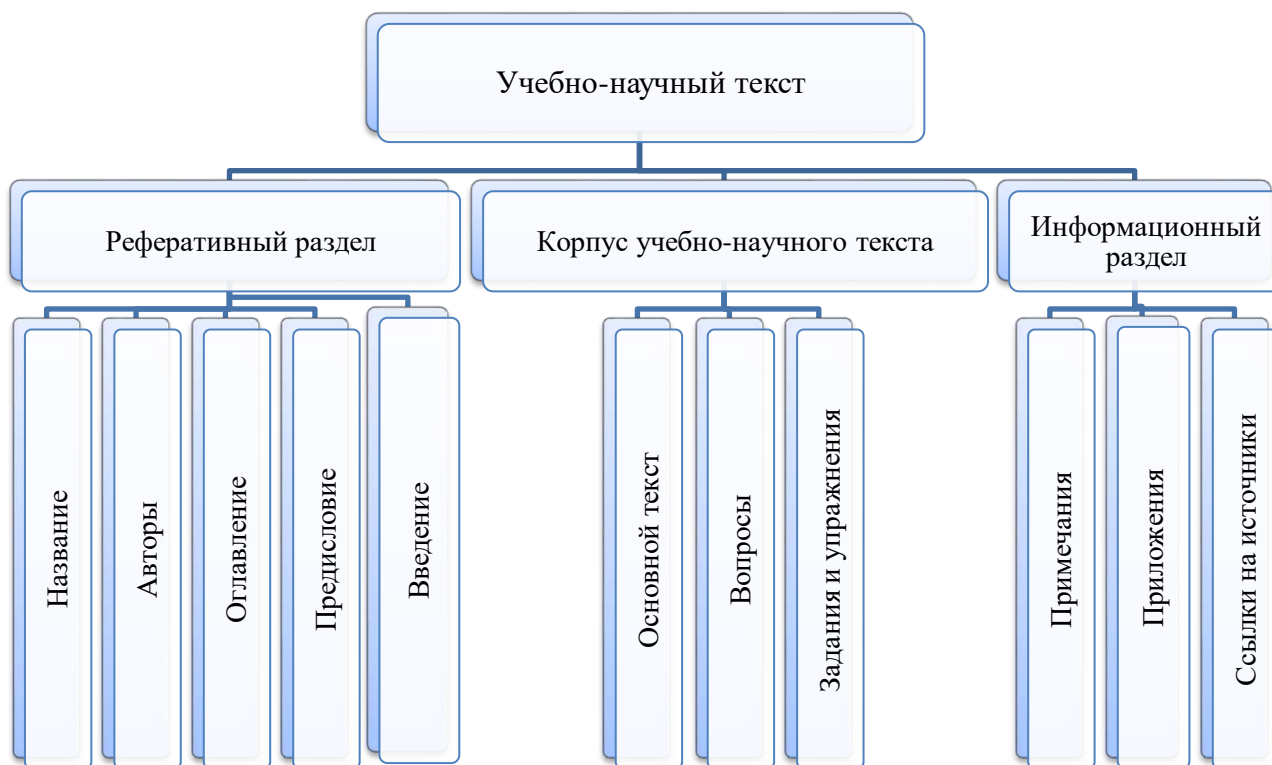 Учебно-научный текст
Реферативный раздел
Корпус учебно-научного текста
Информационный
раздел
Название
Авторы
Оглавление
Предисловие
Введение
Основной текст
Вопросы
Задания и упражнения
Примечания
Приложения
Ссылки на источники